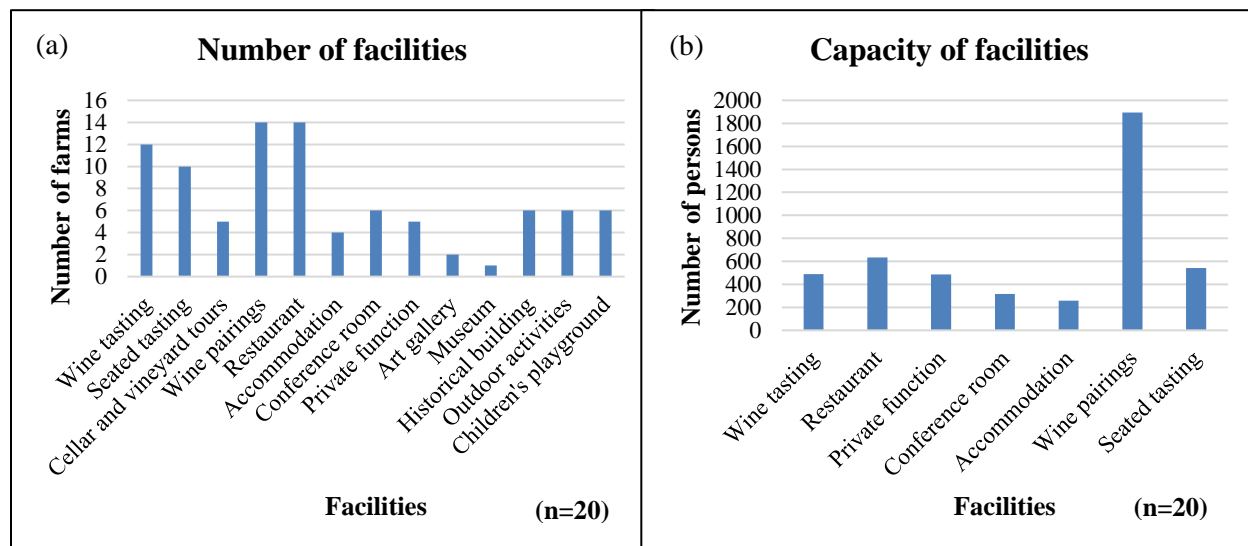 (a)
Number of facilities
Number of farms
16
14
12
10
8
6
4
2
0
Wine tasting
Seated tasting
Cellar and vineyard tours
Wine pairings
Restaurant
Accommodation
Conference room
Private function
Art gallery
Museum
Historical building
Outdoor activities
Children's playground
Facilities
(n=20)
(b)
Capacity of facilities
Number of persons
2000
1800
1600
1400
1200
1000
800
600
400
200
0
Wine tasting
Restaurant
Private function
Conference room
Accommodation
Wine pairings
Seated tasting
Facilities
(n=20)